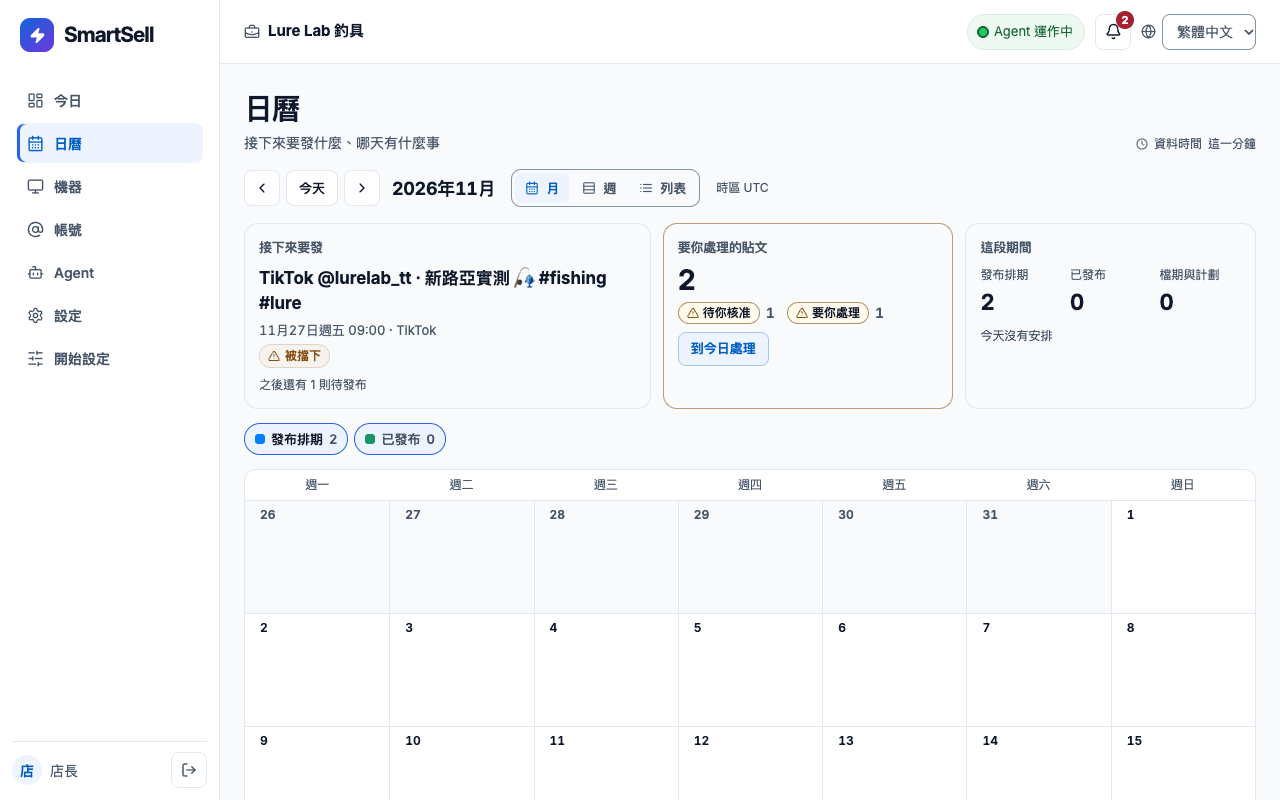 SmartSell
Lure Lab 釣具
Agent 運作中
2
繁體中文
今日
日曆
機器
帳號
Agent
設定
開始設定
日曆
接下來要發什麼、哪天有什麼事
資料時間 這一分鐘
今天
2026年11月
月
週
列表
時區 UTC
接下來要發
TikTok @lurelab_tt · 新路亞實測 🎣 #fishing
#lure
11月27日週五 09:00 · TikTok
被擋下
之後還有 1 則待發布
要你處理的貼文
2
待你核准 1 要你處理 1
到今日處理
這段期間
發布排期 已發布 檔期與計劃
2 0 0
今天沒有安排
發布排期 2 已發布 0
週一 週二 週三 週四 週五 週六 週日
26 27 28 29 30 31 1
2 3 4 5 6 7 8
9 10 11 12 13 14 15
店 店長